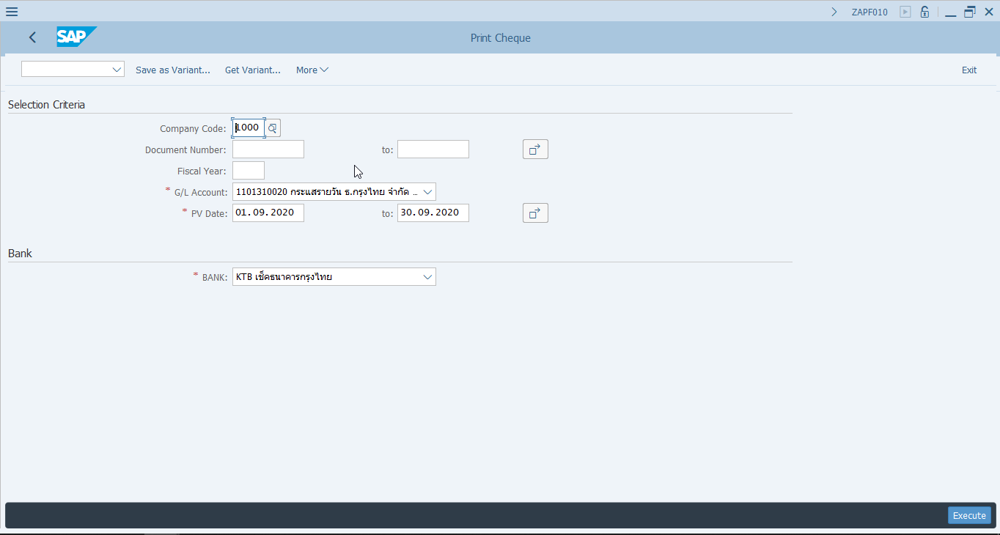 ZAPF010
SAP
Print Cheque
Save as Variant... Get Variant... More Exit
Selection Criteria
Company Code: 1000
Document Number: to:
Fiscal Year:
* G/L Account: 1101310020 กระแสรายวัน ธ.กรุงไทย จำกัด ...
* PV Date: 01.09.2020 to: 30.09.2020
Bank
* BANK: KTB เช็คธนาคารกรุงไทย
Execute